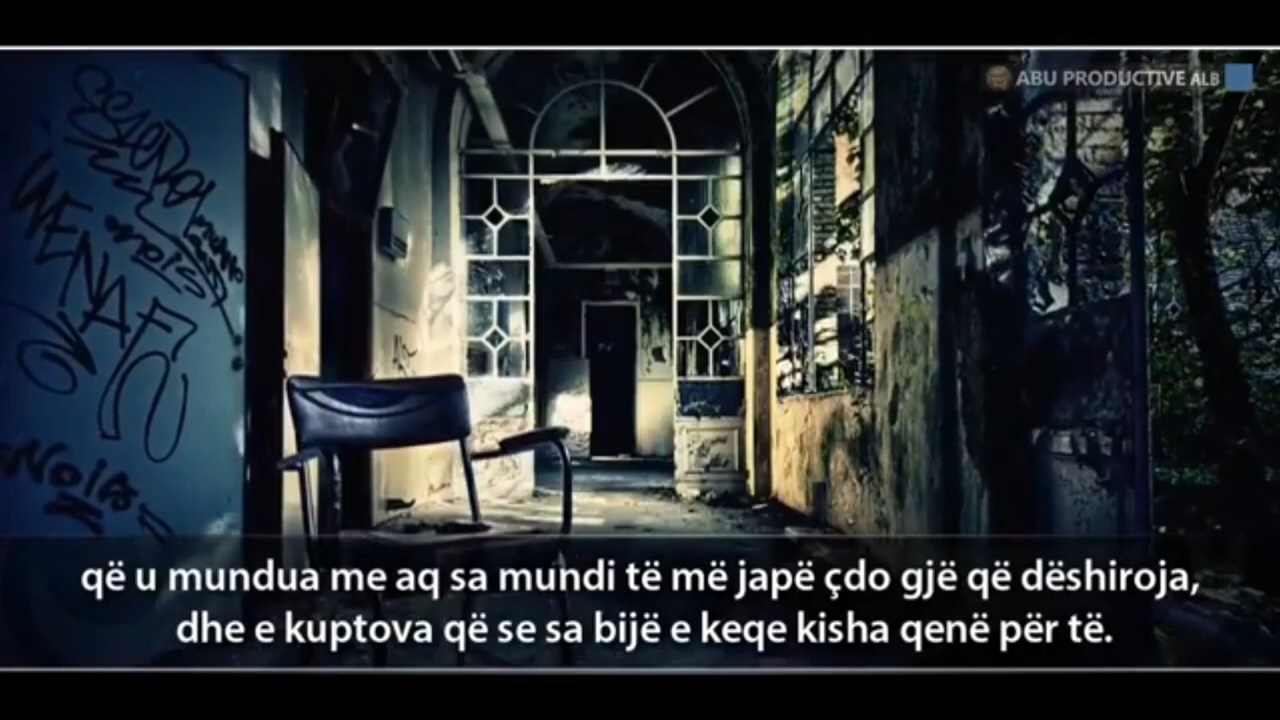 ABU PRODUCTIVE ALB
WENAF
që u mundua me aq sa mundi të më japë çdo gjë që dëshiroja,
dhe e kuptova që se sa bijë e keqe kisha qenë për të.